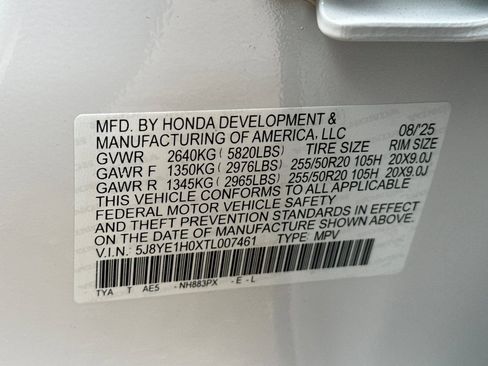 MFD. BY HONDA DEVELOPMENT &
MANUFACTURING OF AMERICA, LLC 08/'25
GVWR 2640KG (5820LBS) TIRE SIZE RIM SIZE
GAWR F 1350KG (2976LBS) 255/50R20 105H 20X9.0J
GAWR R 1345KG (2965LBS) 255/50R20 105H 20X9.0J
THIS VEHICLE CONFORMS TO ALL APPLICABLE
FEDERAL MOTOR VEHICLE SAFETY
AND THEFT PREVENTION STANDARDS IN EFFECT
ON THE DATE OF MANUFACTURE SHOWN ABOVE.
V.I.N. 5J8YE1H0XTL007461 TYPE MPV
TYA T AE5 -NH883PX -E-L